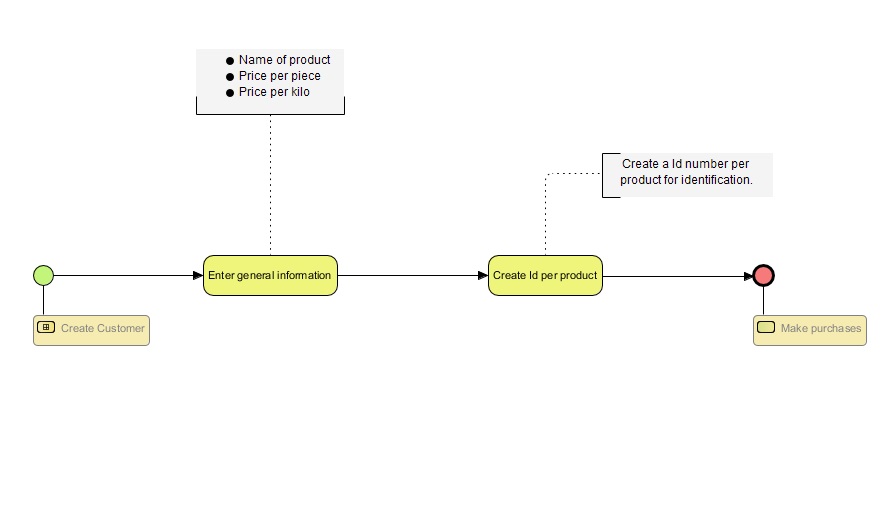 ● Name of product
● Price per piece
● Price per kilo
Create a Id number per
product for identification.
Enter general information
Create Id per product
Create Customer
Make purchases